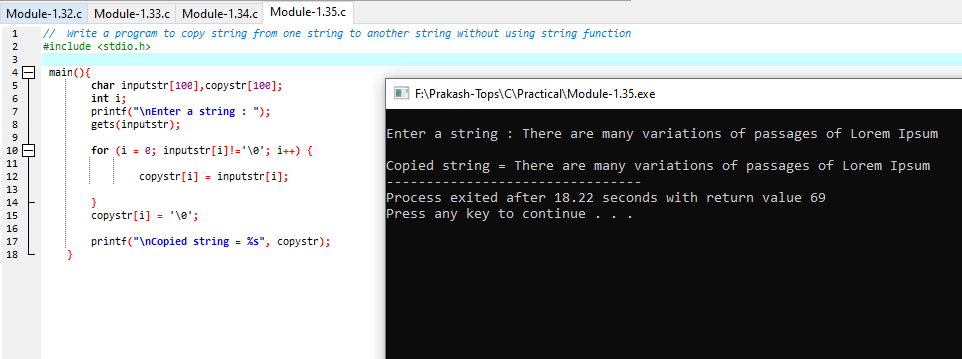 Module-1.32.c Module-1.33.c Module-1.34.c Module-1.35.c
1 // Write a program to copy string from one string to another string without using string function
2 #include <stdio.h>
3
4 main(){
5 char inputstr[100],copystr[100];
6 int i;
7 printf("\nEnter a string : ");
8 gets(inputstr);
9
10 for (i = 0; inputstr[i]!='\0'; i++) {
11
12 copystr[i] = inputstr[i];
13
14 }
15 copystr[i] = '\0';
16
17 printf("\nCopied string = %s", copystr);
18 }
F:\Prakash-Tops\C\Practical\Module-1.35.exe
Enter a string : There are many variations of passages of Lorem Ipsum
Copied string = There are many variations of passages of Lorem Ipsum
--------------------------------
Process exited after 18.22 seconds with return value 69
Press any key to continue . . .